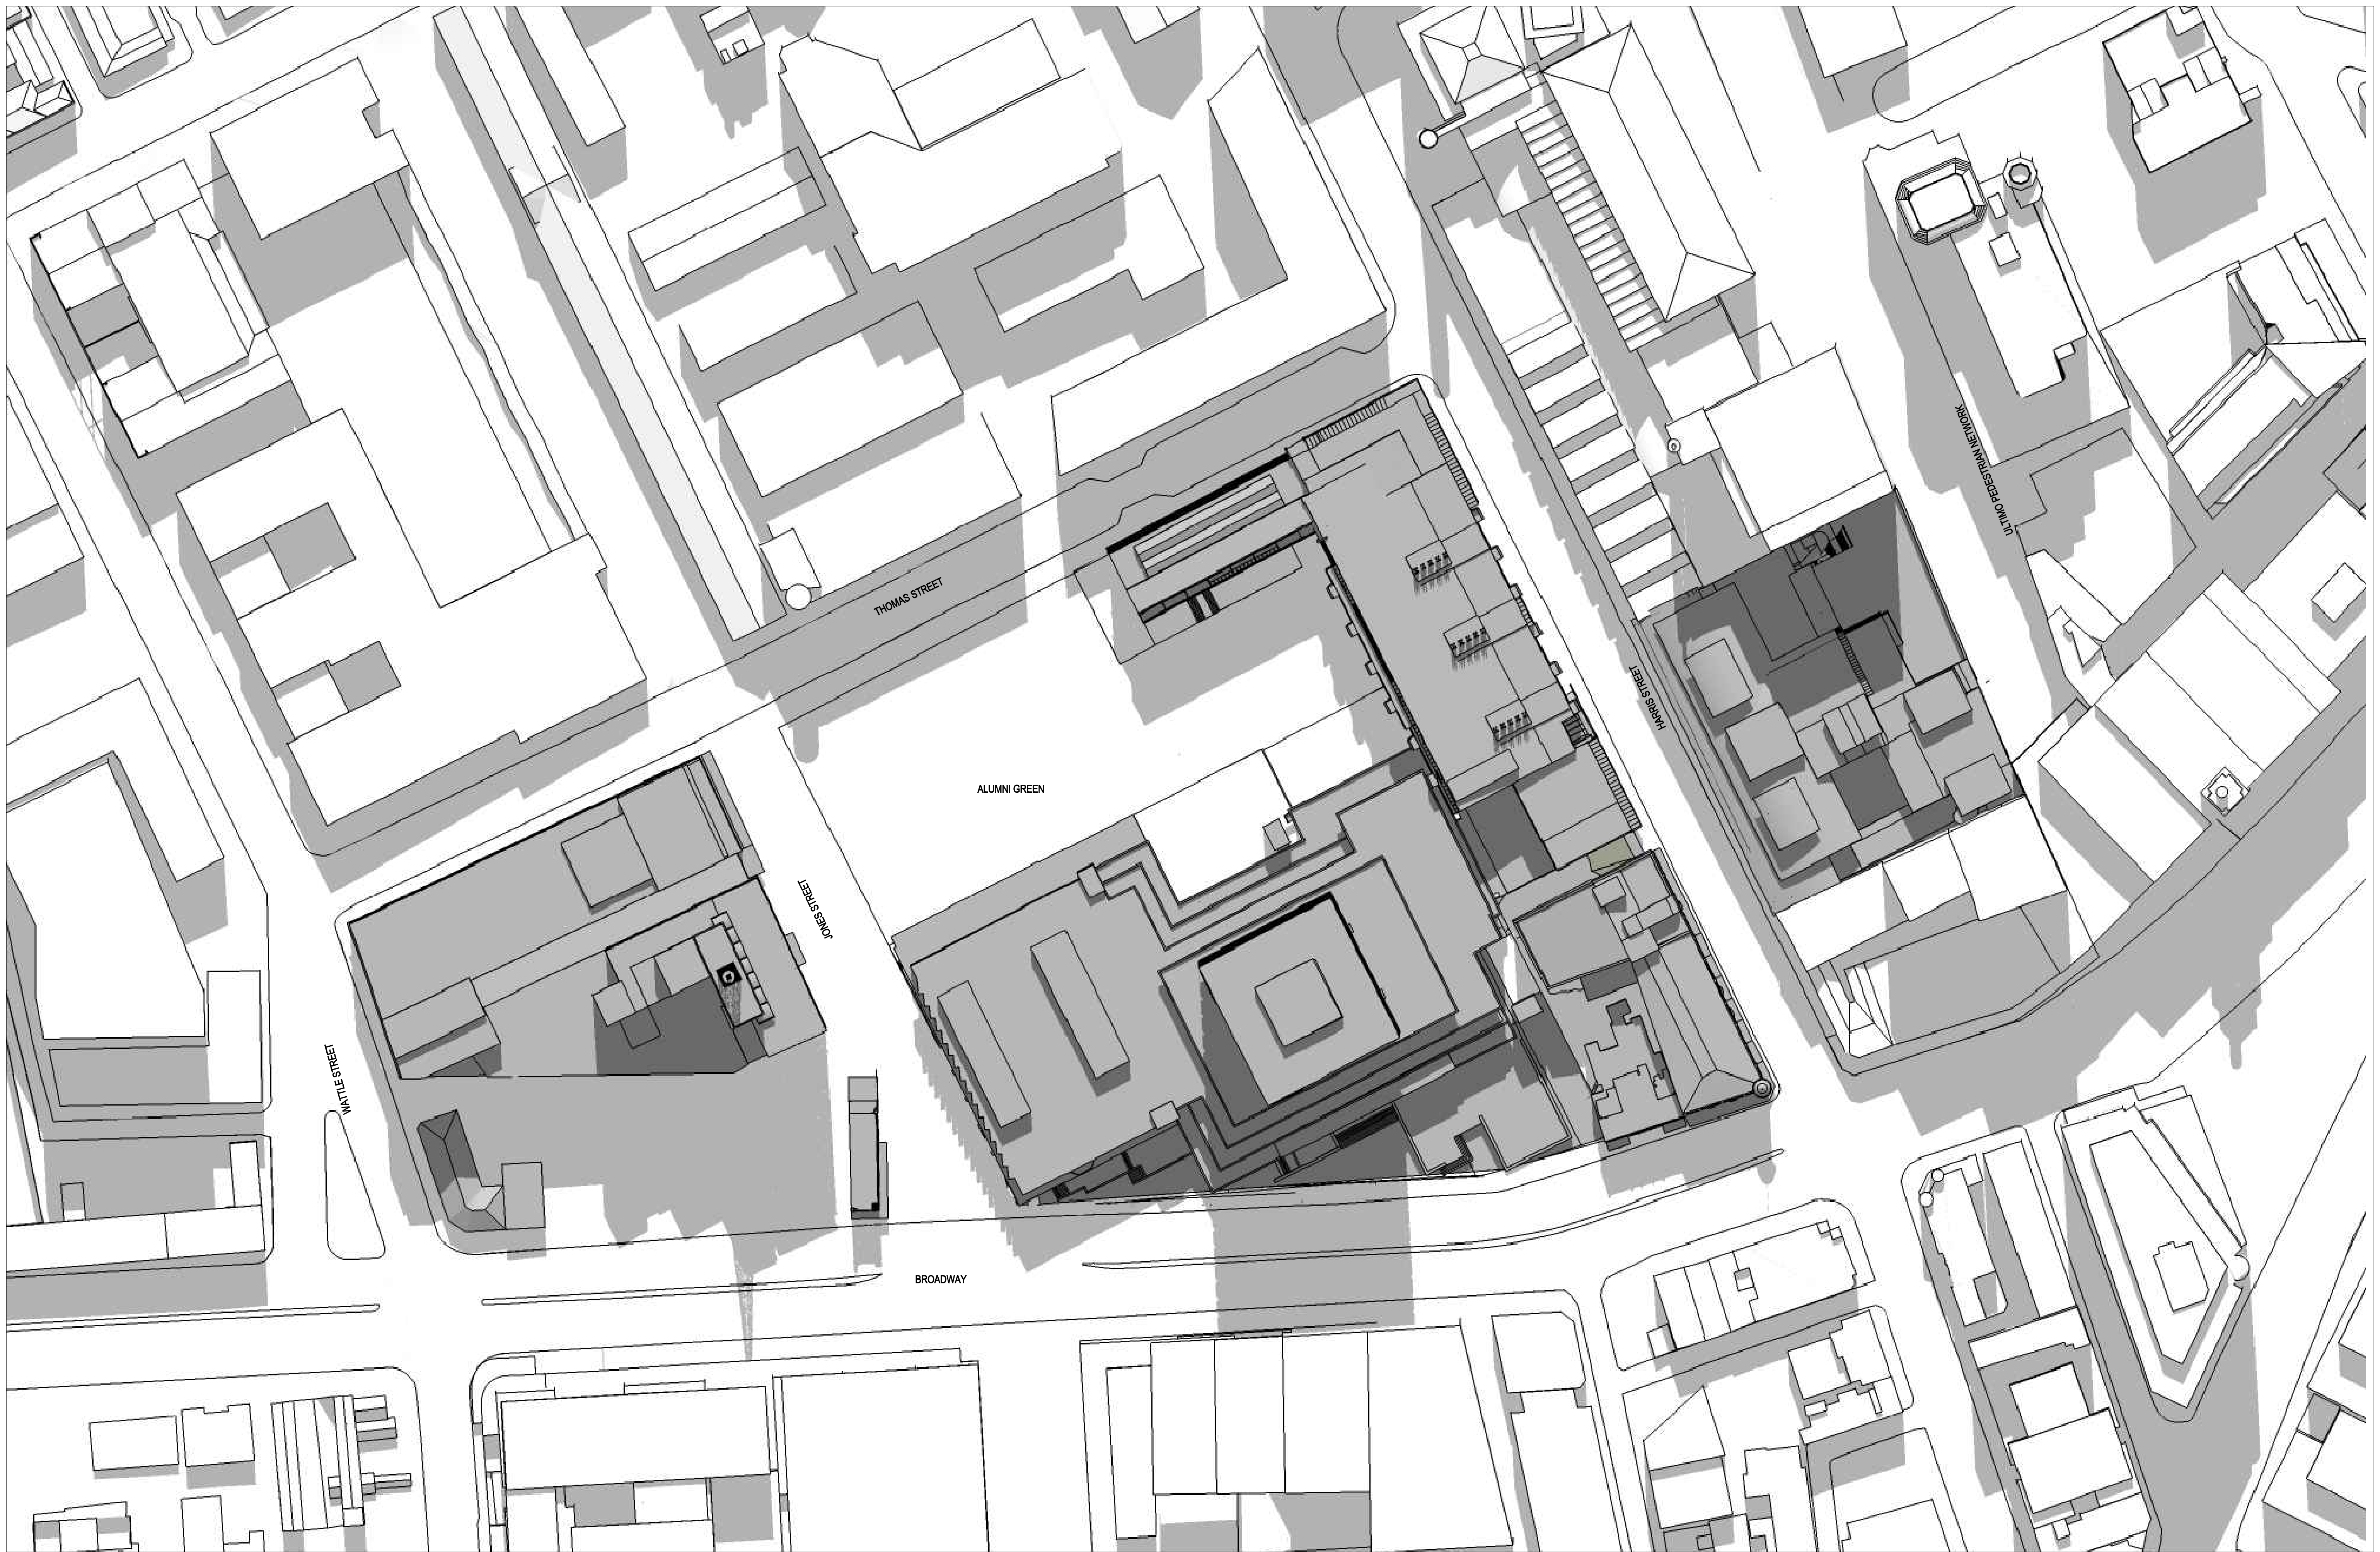 ULTIMO PEDESTRIAN NETWORK
THOMAS STREET
HARRIS STREET
ALUMNI GREEN
JONES STREET
WATTLE STREET
BROADWAY